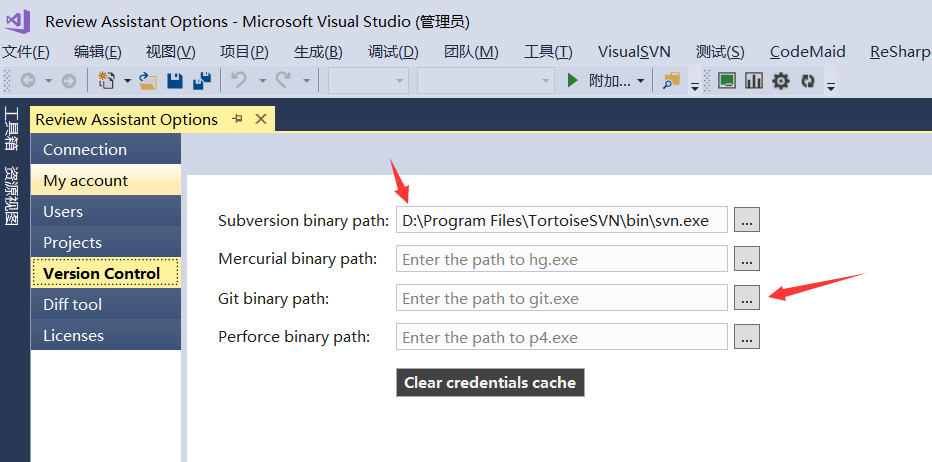 Review Assistant Options - Microsoft Visual Studio (管理员)
文件(F) 编辑(E) 视图(V) 项目(P) 生成(B) 调试(D) 团队(M) 工具(T) VisualSVN 测试(S) CodeMaid ReSharp
附加...
工具箱
资源视图
Review Assistant Options
Connection
My account
Users
Projects
Version Control
Diff tool
Licenses
Subversion binary path: D:\Program Files\TortoiseSVN\bin\svn.exe ...
Mercurial binary path: Enter the path to hg.exe ...
Git binary path: Enter the path to git.exe ...
Perforce binary path: Enter the path to p4.exe ...
Clear credentials cache